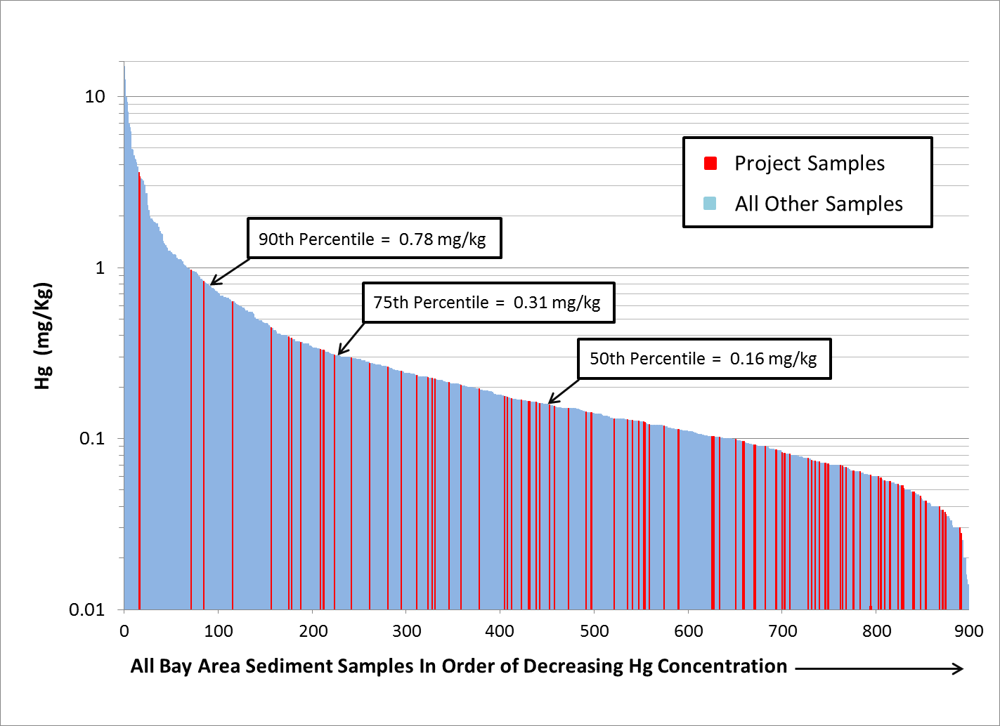 10
1
0.1
0.01
Hg (mg/Kg)
Project Samples
All Other Samples
90th Percentile = 0.78 mg/kg
75th Percentile = 0.31 mg/kg
50th Percentile = 0.16 mg/kg
0 100 200 300 400 500 600 700 800 900
All Bay Area Sediment Samples In Order of Decreasing Hg Concentration